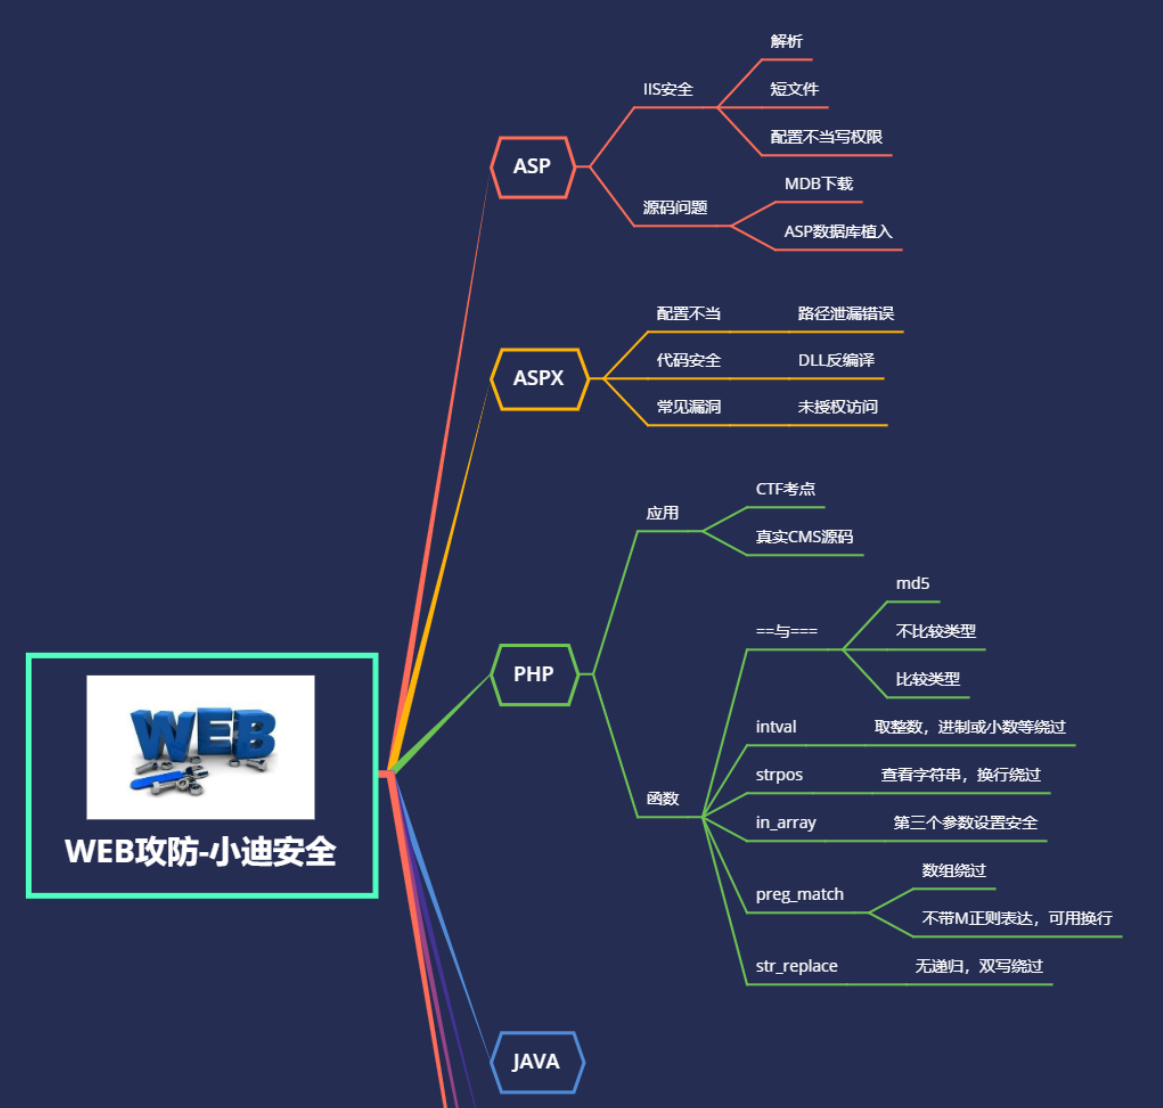 解析
IIS安全
短文件
配置不当写权限
ASP
源码问题
MDB下载
ASP数据库植入
配置不当
路径泄漏错误
ASPX
代码安全
DLL反编译
常见漏洞
未授权访问
应用
CTF考点
真实CMS源码
PHP
函数
==与===
md5
不比较类型
比较类型
intval
取整数，进制或小数等绕过
strpos
查看字符串，换行绕过
in_array
第三个参数设置安全
preg_match
数组绕过
不带M正则表达，可用换行
str_replace
无递归，双写绕过
WEB
WEB攻防-小迪安全
JAVA